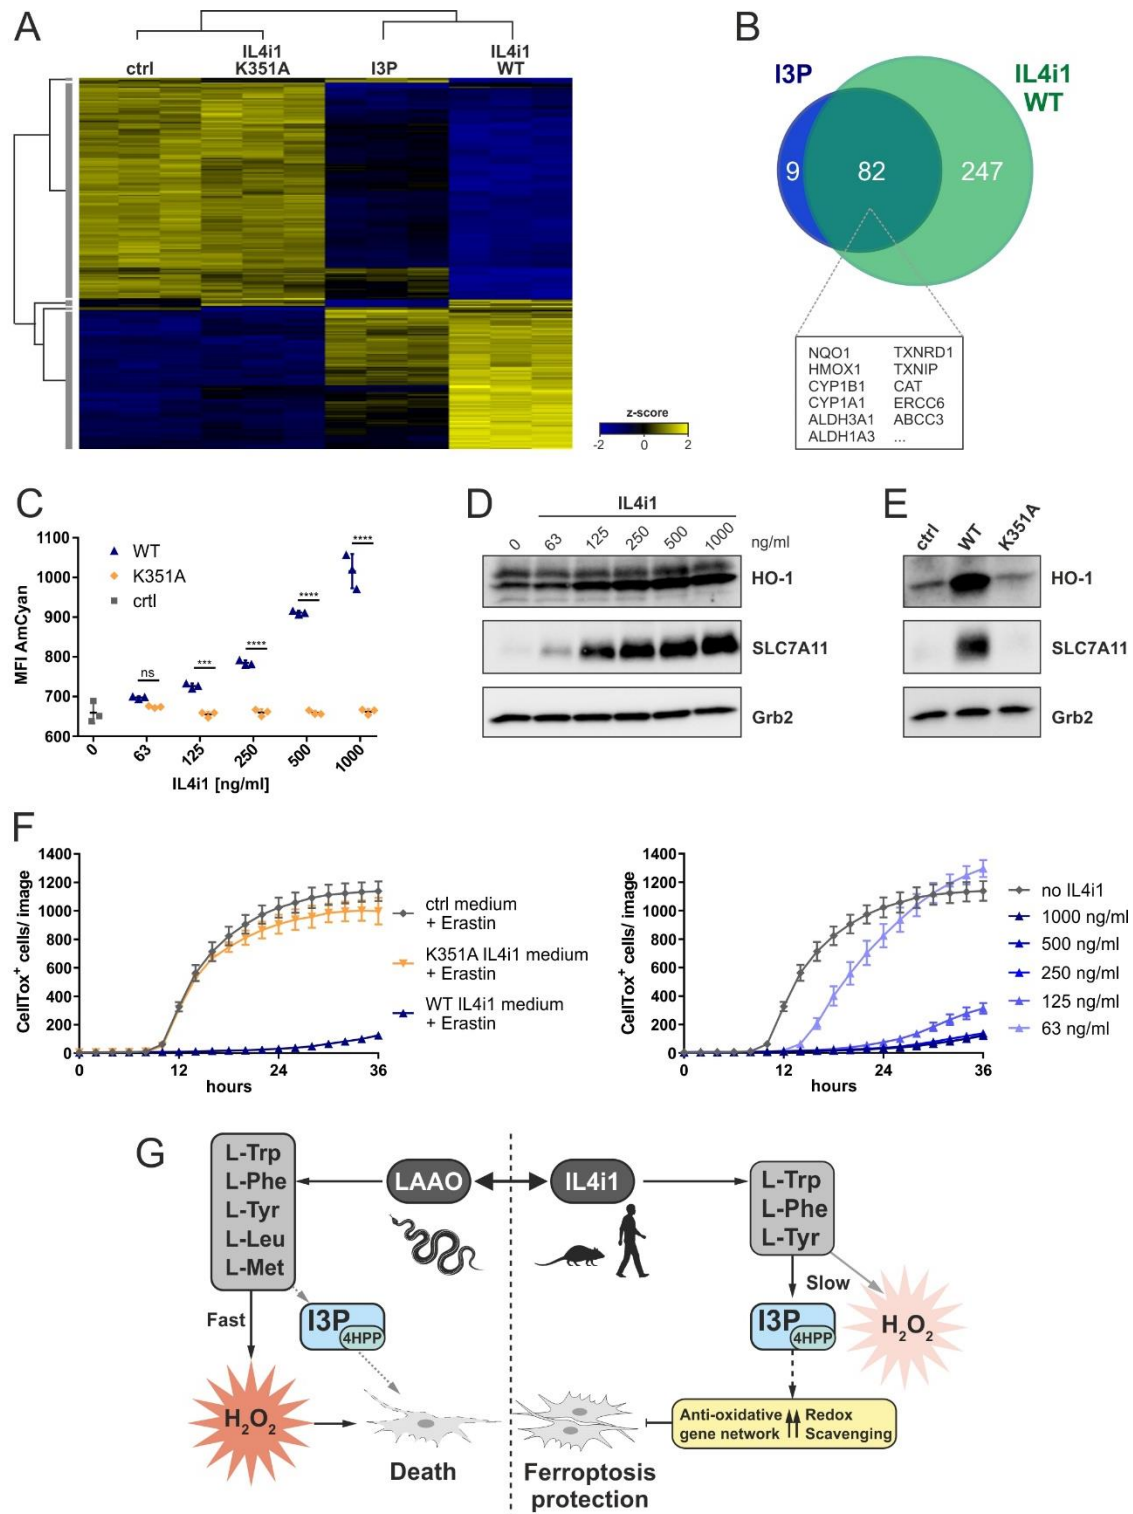 A
ctrl
IL4i1
K351A
I3P
IL4i1
WT
z-score
-2 0 2
B
I3P
IL4i1
WT
9 82 247
NQO1 TXNRD1
HMOX1 TXNIP
CYP1B1 CAT
CYP1A1 ERCC6
ALDH3A1 ABCC3
ALDH1A3 ...
C
MFI AmCyan
1100
1000
900
800
700
600
WT
K351A
crtl
ns
***
****
****
****
0 63 125 250 500 1000
IL4i1 [ng/ml]
D
IL4i1
0 63 125 250 500 1000 ng/ml
HO-1
SLC7A11
Grb2
E
ctrl WT K351A
HO-1
SLC7A11
Grb2
F
CellTox+ cells/ image
1400
1200
1000
800
600
400
200
0
0 12 24 36
hours
ctrl medium
+ Erastin
K351A IL4i1 medium
+ Erastin
WT IL4i1 medium
+ Erastin
CellTox+ cells/ image
1400
1200
1000
800
600
400
200
0
0 12 24 36
hours
no IL4i1
1000 ng/ml
500 ng/ml
250 ng/ml
125 ng/ml
63 ng/ml
G
L-Trp
L-Phe
L-Tyr
L-Leu
L-Met
LAAO
IL4i1
L-Trp
L-Phe
L-Tyr
Fast
I3P
4HPP
H2O2
Death
Slow
I3P
4HPP
H2O2
Anti-oxidative
gene network
Redox
Scavenging
Ferroptosis
protection